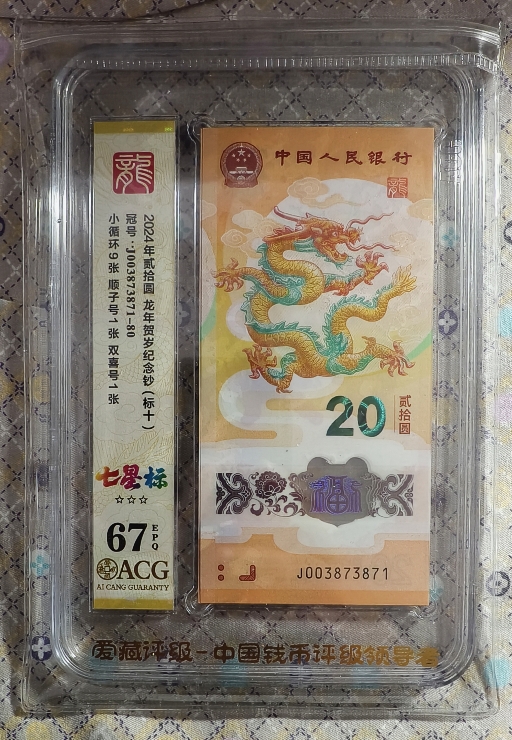 龍
2024年贰拾圆 龙年贺岁纪念钞（标十）
冠号：J003873871-80
小循环9张 顺子号1张 双喜号1张
七星标
☆☆☆
67 EPQ
ACG
AI CANG GUARANTY
中国人民银行
龍
20 贰拾圆
福
J003873871
爱藏评级-中国钱币评级领导者